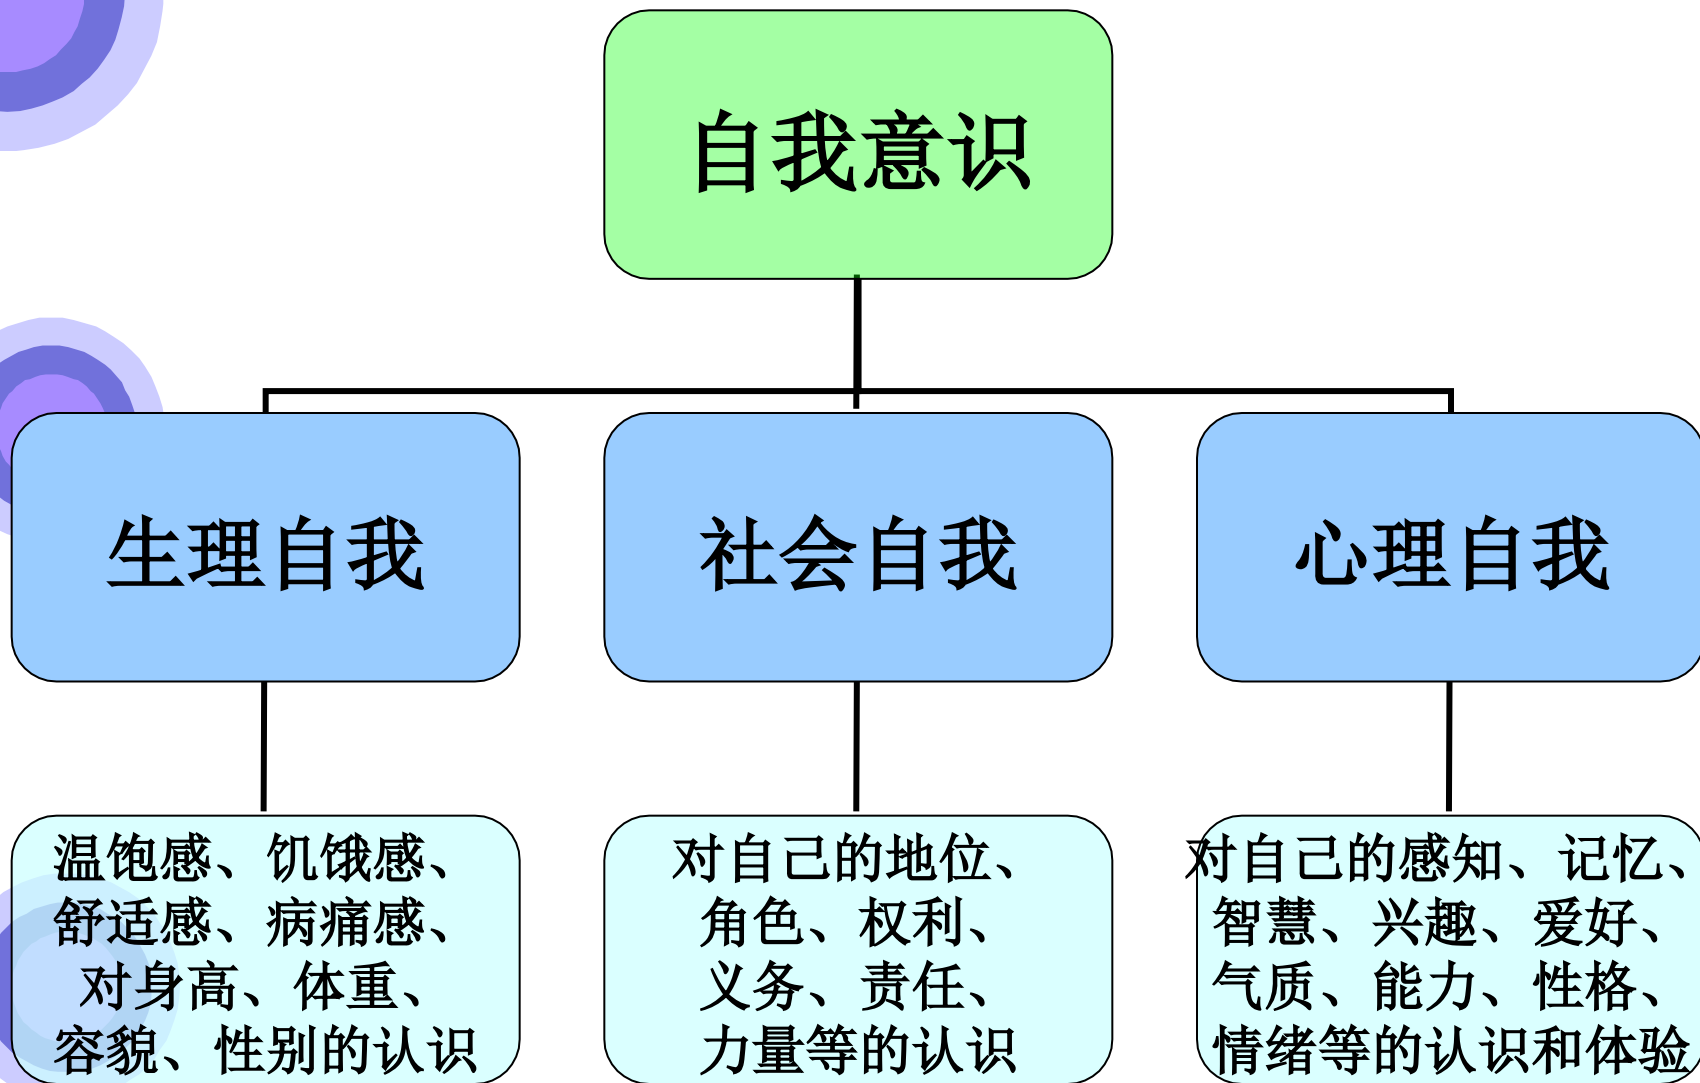 自我意识
生理自我
社会自我
心理自我
温饱感、饥饿感、
舒适感、病痛感、
对身高、体重、
容貌、性别的认识
对自己的地位、
角色、权利、
义务、责任、
力量等的认识
对自己的感知、记忆、
智慧、兴趣、爱好、
气质、能力、性格、
情绪等的认识和体验